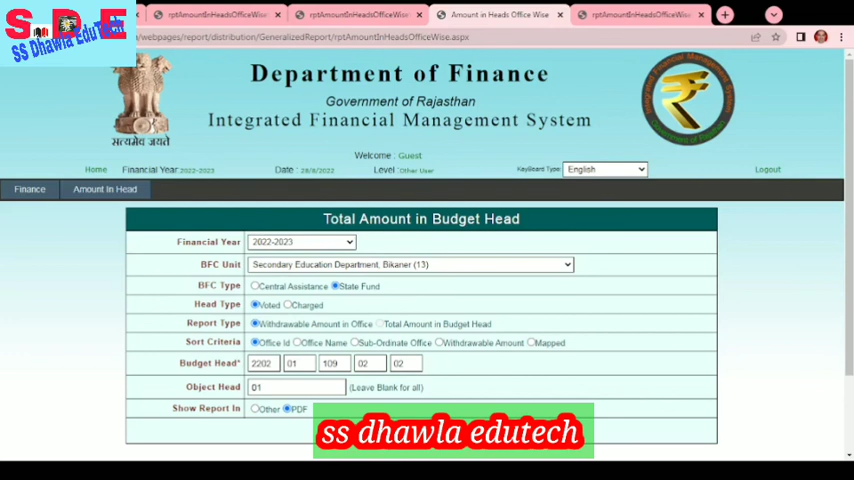 SDE
SS Dhawla EduTech
rptAmountInHeadsOfficeWise.
rptAmountInHeadsOfficeWise.
Amount in Heads Office Wise
rptAmountInHeadsOfficeWise.
/webpages/report/distribution/GeneralizedReport/rptAmountInHeadsOfficeWise.aspx
Department of Finance
Government of Rajasthan
Integrated Financial Management System
सत्यमेव जयते
Welcome : Guest
Home Financial Year:2022-2023 Date : 28/8/2022 Level :Other User KeyBoard Type: English Logout
Finance Amount In Head
Total Amount in Budget Head
Financial Year 2022-2023
BFC Unit Secondary Education Department, Bikaner (13)
BFC Type Central Assistance State Fund
Head Type Voted Charged
Report Type Withdrawable Amount in Office Total Amount in Budget Head
Sort Criteria Office Id Office Name Sub-Ordinate Office Withdrawable Amount Mapped
Budget Head* 2202 01 109 02 02
Object Head 01 (Leave Blank for all)
Show Report In Other PDF
ss dhawla edutech